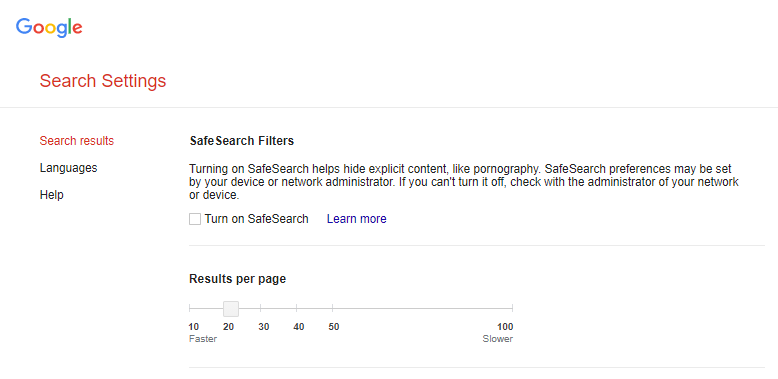 Google
Search Settings
Search results
Languages
Help
SafeSearch Filters
Turning on SafeSearch helps hide explicit content, like pornography. SafeSearch preferences may be set
by your device or network administrator. If you can't turn it off, check with the administrator of your network
or device.
Turn on SafeSearch Learn more
Results per page
10 20 30 40 50 100
Faster Slower